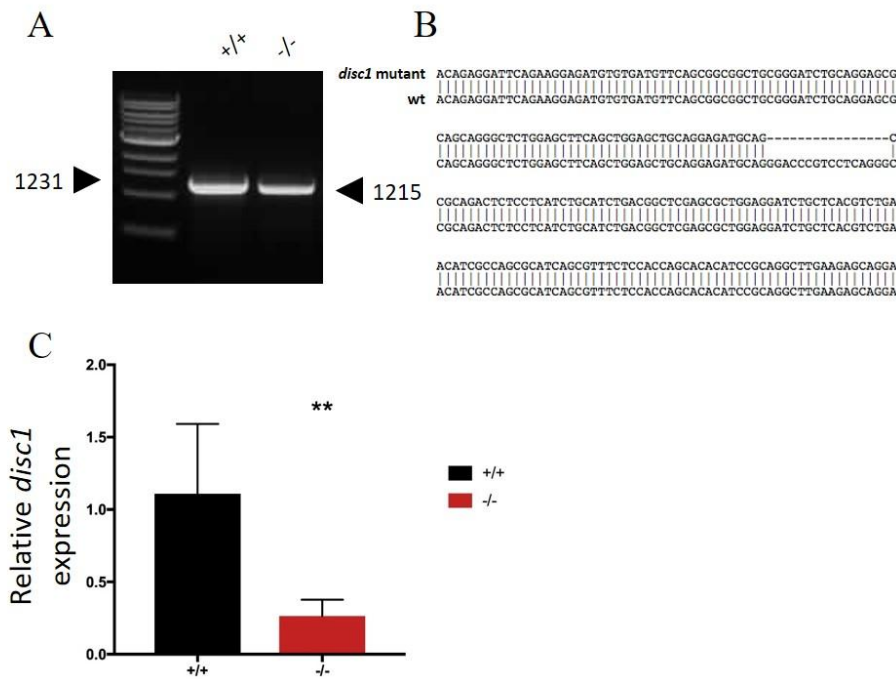 A
+/+ -/-
1231
1215
B
disc1 mutant ACAGAGGATTCAGAAGGAGATGTGTGATGTTCAGCGGCGGCTGCGGGATCTGCAGGAGCG
wt ACAGAGGATTCAGAAGGAGATGTGTGATGTTCAGCGGCGGCTGCGGGATCTGCAGGAGCG
CAGCAGGGCTCTGGAGCTTCAGCTGGAGCTGCAGGAGATGCAG----------------C
CAGCAGGGCTCTGGAGCTTCAGCTGGAGCTGCAGGAGATGCAGGGACCCGTCCTCAGGGC
CGCAGACTCTCCTCATCTGCATCTGACGGCTCGAGCGCTGGAGGATCTGCTCACGTCTGA
CGCAGACTCTCCTCATCTGCATCTGACGGCTCGAGCGCTGGAGGATCTGCTCACGTCTGA
ACATCGCCAGCGCATCAGCGTTTCTCCACCAGCACACATCCGCAGGCTTGAAGAGCAGGA
ACATCGCCAGCGCATCAGCGTTTCTCCACCAGCACACATCCGCAGGCTTGAAGAGCAGGA
C
Relative disc1
expression
2.0
1.5
1.0
0.5
0.0
**
+/+
-/-
+/+
-/-